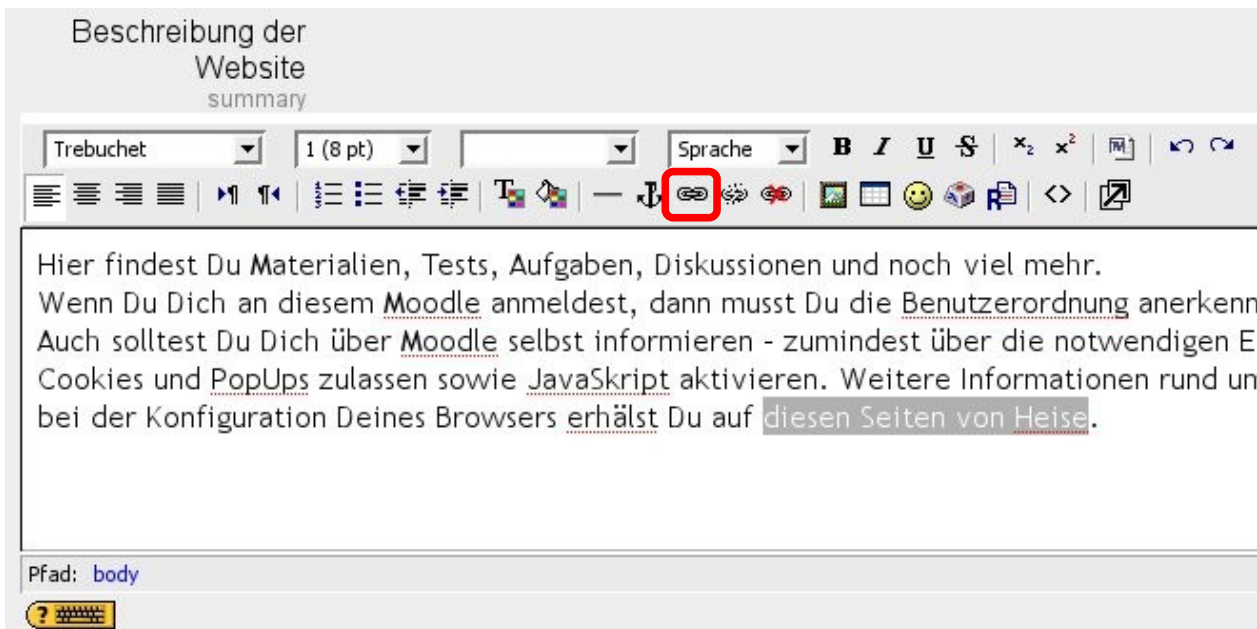 Beschreibung der
Website
summary
Trebuchet 1 (8 pt) Sprache B I U S x₂ x²
Hier findest Du Materialien, Tests, Aufgaben, Diskussionen und noch viel mehr.
Wenn Du Dich an diesem Moodle anmeldest, dann musst Du die Benutzerordnung anerkenn
Auch solltest Du Dich über Moodle selbst informieren - zumindest über die notwendigen E
Cookies und PopUps zulassen sowie JavaSkript aktivieren. Weitere Informationen rund un
bei der Konfiguration Deines Browsers erhälst Du auf diesen Seiten von Heise.
Pfad: body
?